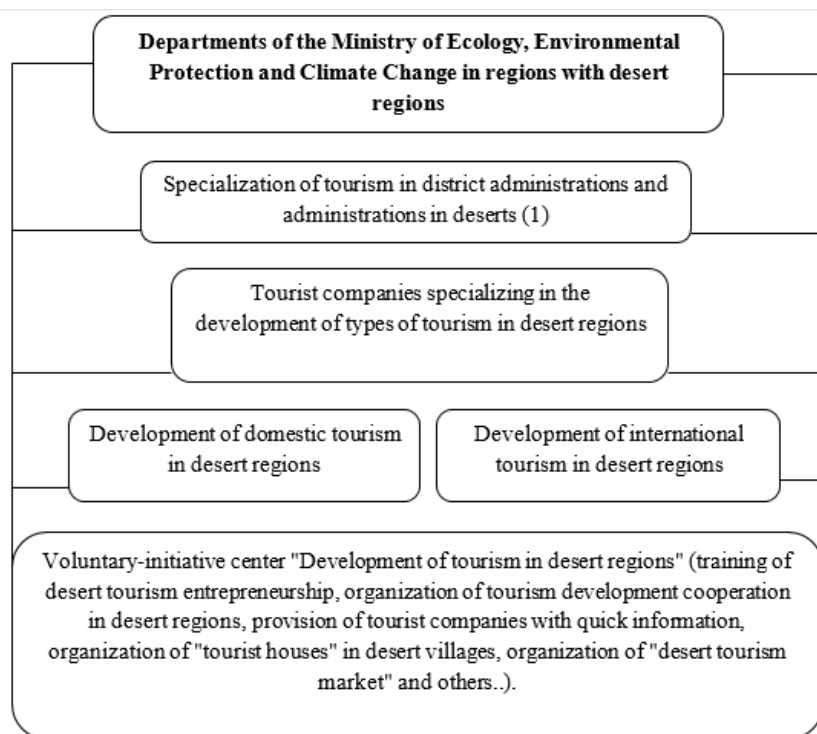 Departments of the Ministry of Ecology, Environmental
Protection and Climate Change in regions with desert
regions
Specialization of tourism in district administrations and
administrations in deserts (1)
Tourist companies specializing in the
development of types of tourism in desert regions
Development of domestic tourism
in desert regions
Development of international
tourism in desert regions
Voluntary-initiative center "Development of tourism in desert regions" (training of
desert tourism entrepreneurship, organization of tourism development cooperation
in desert regions, provision of tourist companies with quick information,
organization of "tourist houses" in desert villages, organization of "desert tourism
market" and others..).